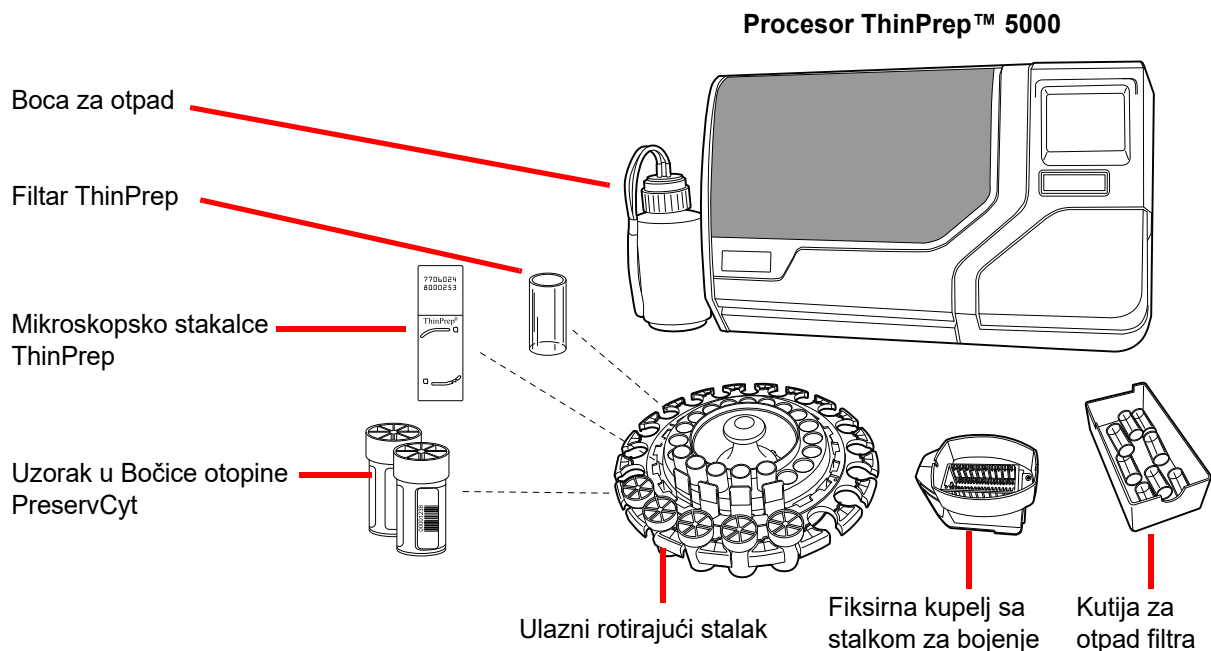 Procesor ThinPrep™ 5000
Boca za otpad
Filtar ThinPrep
7706024
8000253
ThinPrep®
Mikroskopsko stakalce
ThinPrep
Uzorak u Bočice otopine
PreservCyt
Ulazni rotirajući stalak
Fiksirna kupelj sa
stalkom za bojenje
Kutija za
otpad filtra